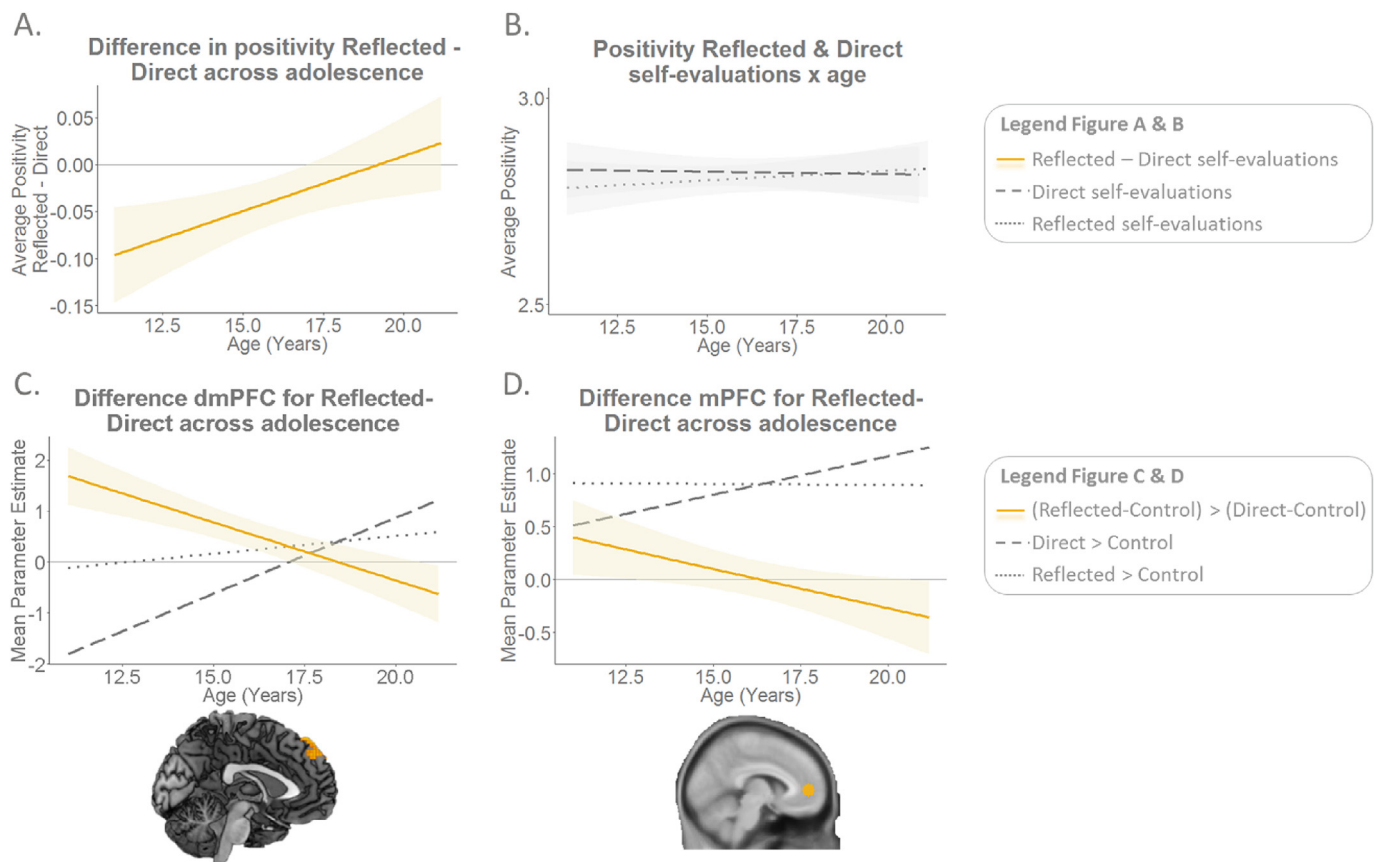 A.
Difference in positivity Reflected -
Direct across adolescence
Average Positivity
Reflected - Direct
0.05
0.00
-0.05
-0.10
-0.15
12.5 15.0 17.5 20.0
Age (Years)
B.
Positivity Reflected & Direct
self-evaluations x age
Average Positivity
3.0
2.5
12.5 15.0 17.5 20.0
Age (Years)
Legend Figure A & B
Reflected – Direct self-evaluations
Direct self-evaluations
Reflected self-evaluations
C.
Difference dmPFC for Reflected-
Direct across adolescence
Mean Parameter Estimate
2
1
0
-1
-2
12.5 15.0 17.5 20.0
Age (Years)
D.
Difference mPFC for Reflected-
Direct across adolescence
Mean Parameter Estimate
1.0
0.5
0.0
-0.5
12.5 15.0 17.5 20.0
Age (Years)
Legend Figure C & D
(Reflected-Control) > (Direct-Control)
Direct > Control
Reflected > Control